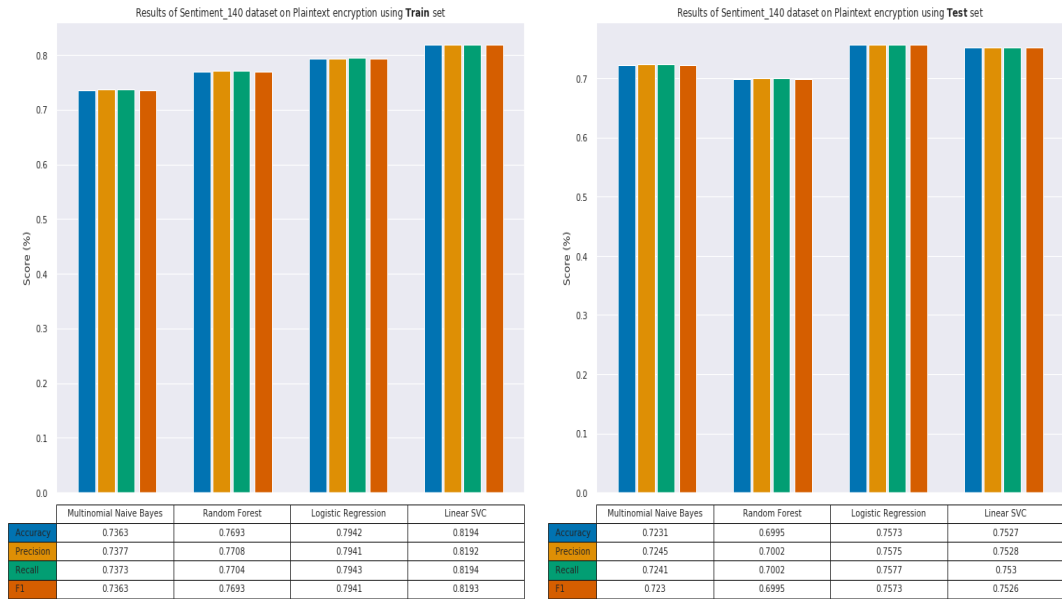 Results of Sentiment_140 dataset on Plaintext encryption using Train set
0.8
0.7
0.6
0.5
0.4
0.3
0.2
0.1
0.0
Score (%)
Multinomial Naive Bayes Random Forest Logistic Regression Linear SVC
Accuracy 0.7363 0.7693 0.7942 0.8194
Precision 0.7377 0.7708 0.7941 0.8192
Recall 0.7373 0.7704 0.7943 0.8194
F1 0.7363 0.7693 0.7941 0.8193
Results of Sentiment_140 dataset on Plaintext encryption using Test set
0.7
0.6
0.5
0.4
0.3
0.2
0.1
0.0
Score (%)
Multinomial Naive Bayes Random Forest Logistic Regression Linear SVC
Accuracy 0.7231 0.6995 0.7573 0.7527
Precision 0.7245 0.7002 0.7575 0.7528
Recall 0.7241 0.7002 0.7577 0.753
F1 0.723 0.6995 0.7573 0.7526